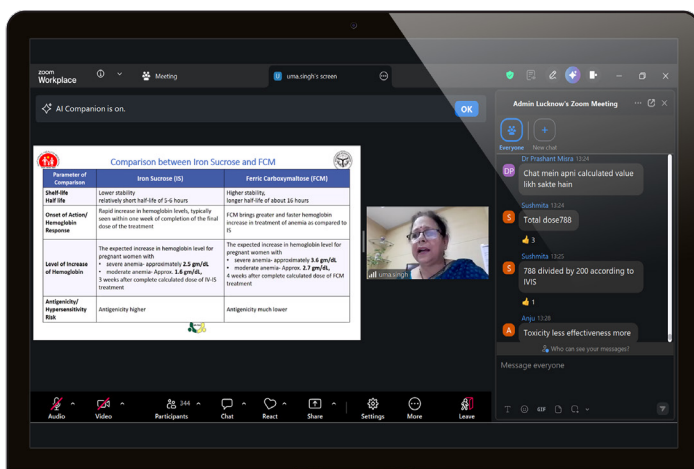 zoom
Workplace
Meeting
uma.singh's screen
AI Companion is on.
OK
Comparison between Iron Sucrose and FCM
Parameter of
Comparison
Iron Sucrose (IS)
Ferric Carboxymaltose (FCM)
Shelf-life
Half life
Lower stability
relatively short half-life of 5-6 hours
Higher stability,
longer half-life of about 16 hours
Onset of Action/
Hemoglobin
Response
Rapid increase in hemoglobin levels, typically
seen within one week of completion of the final
dose of the treatment
FCM brings greater and faster hemoglobin
increase in treatment of anemia as compared to
IS
Level of Increase
of Hemoglobin
The expected increase in hemoglobin level for
pregnant women with
• severe anemia- approximately 2.5 gm/dL
• moderate anemia- Approx. 1.6 gm/dL,
3 weeks after complete calculated dose of IV-IS
treatment
The expected increase in hemoglobin level for
pregnant women with
• severe anemia- approximately 3.6 gm/dL
• moderate anemia- Approx. 2.7 gm/dL,
4 weeks after complete calculated dose of FCM
treatment
Antigenicity/
Hypersensitivity
Risk
Antigenicity higher
Antigenicity much lower
uma.singh
Admin Lucknow's Zoom Meeting
Everyone
New chat
Dr Prashant Misra 13:24
DP
Chat mein apni calculated value
likh sakte hain
Sushmita 13:24
S
Total dose788
3
Sushmita 13:25
S
788 divided by 200 according to
IVIS
1
Anju 13:28
A
Toxicity less effectiveness more
Who can see your messages?
Message everyone
GIF
Audio
Video
344
Participants
Chat
React
Share
Settings
More
Leave